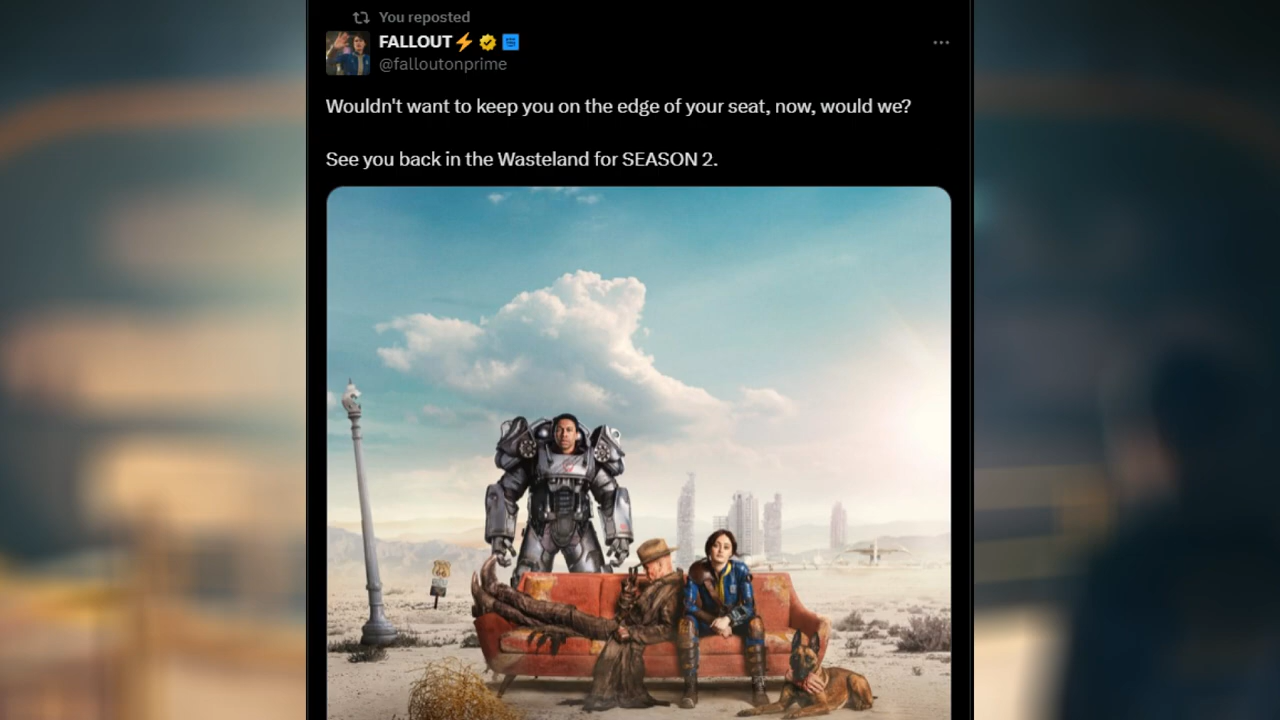 You reposted
FALLOUT⚡
@falloutonprime
Wouldn't want to keep you on the edge of your seat, now, would we?
See you back in the Wasteland for SEASON 2.
66